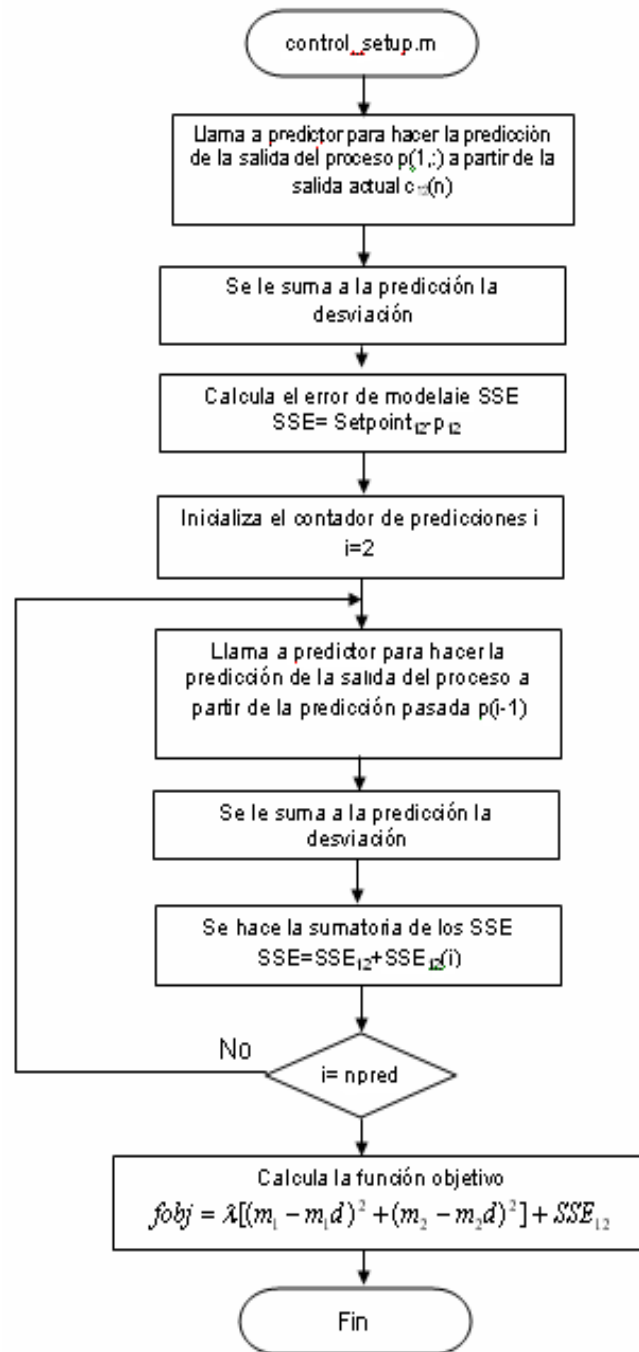 control_setup.m
Llama a predictor para hacer la predicción
de la salida del proceso p(1,:) a partir de la
salida actual c₁₂(n)
Se le suma a la predicción la
desviación
Calcula el error de modelaje SSE
SSE= Setpoint₁₂-p₁₂
Inicializa el contador de predicciones i
i=2
Llama a predictor para hacer la
predicción de la salida del proceso a
partir de la predicción pasada p(i-1)
Se le suma a la predicción la
desviación
Se hace la sumatoria de los SSE
SSE=SSE₁₂+SSE₁₂(i)
No
i= npred
Calcula la función objetivo
fobj = λ[(m₁ − m₁d)² + (m₂ − m₂d)²] + SSE₁₂
Fin